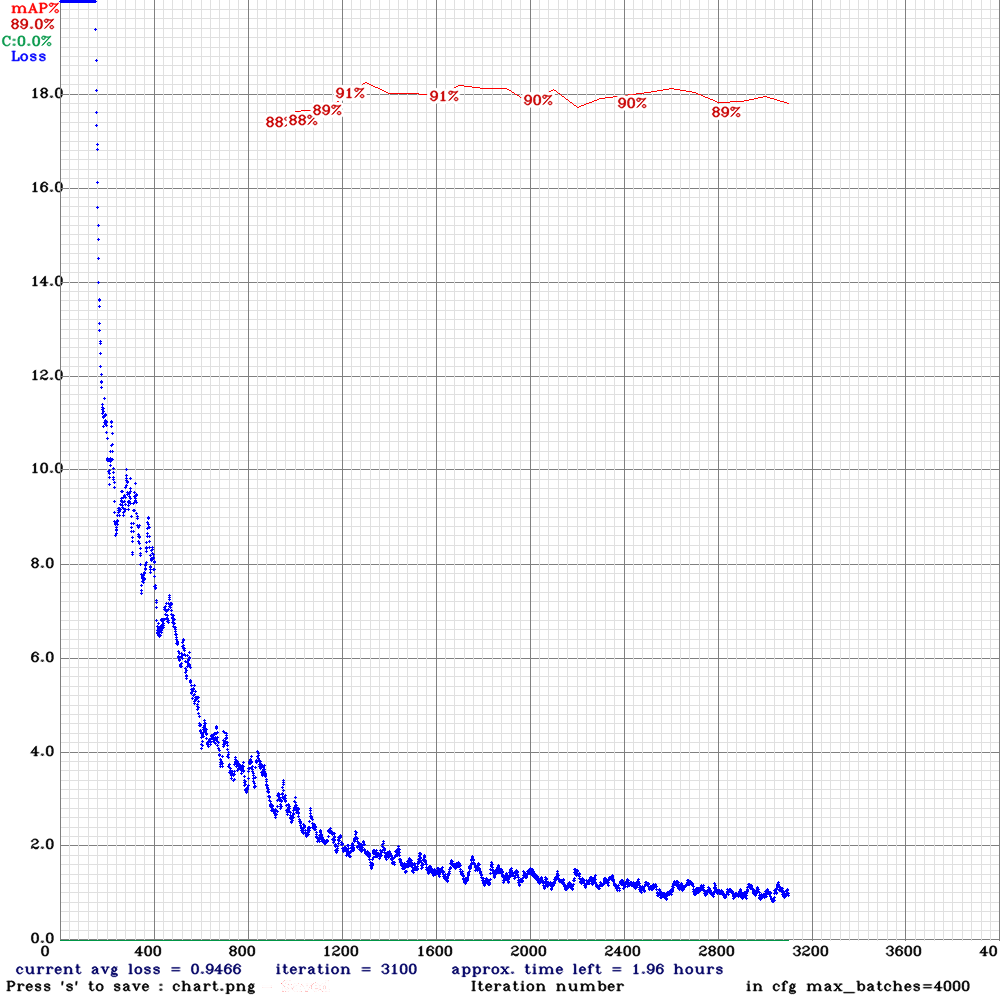 mAP%
89.0%
C:0.0%
Loss
18.0
91% 91% 90% 90% 89%
88% 88% 89%
16.0
14.0
12.0
10.0
8.0
6.0
4.0
2.0
0.0
0 400 800 1200 1600 2000 2400 2800 3200 3600 40
current avg loss = 0.9466 iteration = 3100 approx. time left = 1.96 hours
Press 's' to save : chart.png Iteration number in cfg max_batches=4000